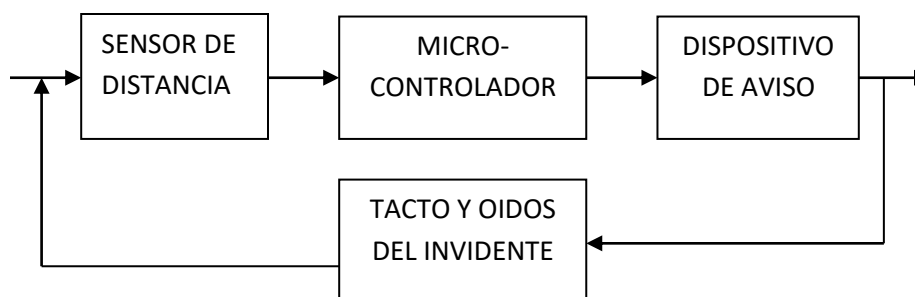 SENSOR DE
DISTANCIA
MICRO-
CONTROLADOR
DISPOSITIVO
DE AVISO
TACTO Y OIDOS
DEL INVIDENTE